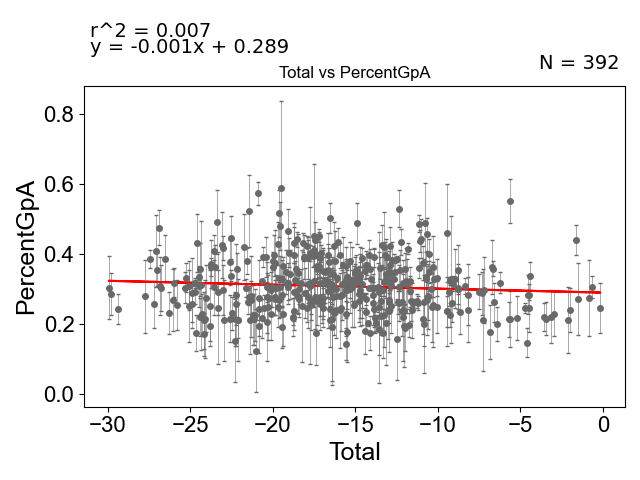 r^2 = 0.007
y = -0.001x + 0.289
N = 392
Total vs PercentGpA
PercentGpA
0.8
0.6
0.4
0.2
0.0
−30
−25
−20
−15
−10
−5
0
Total